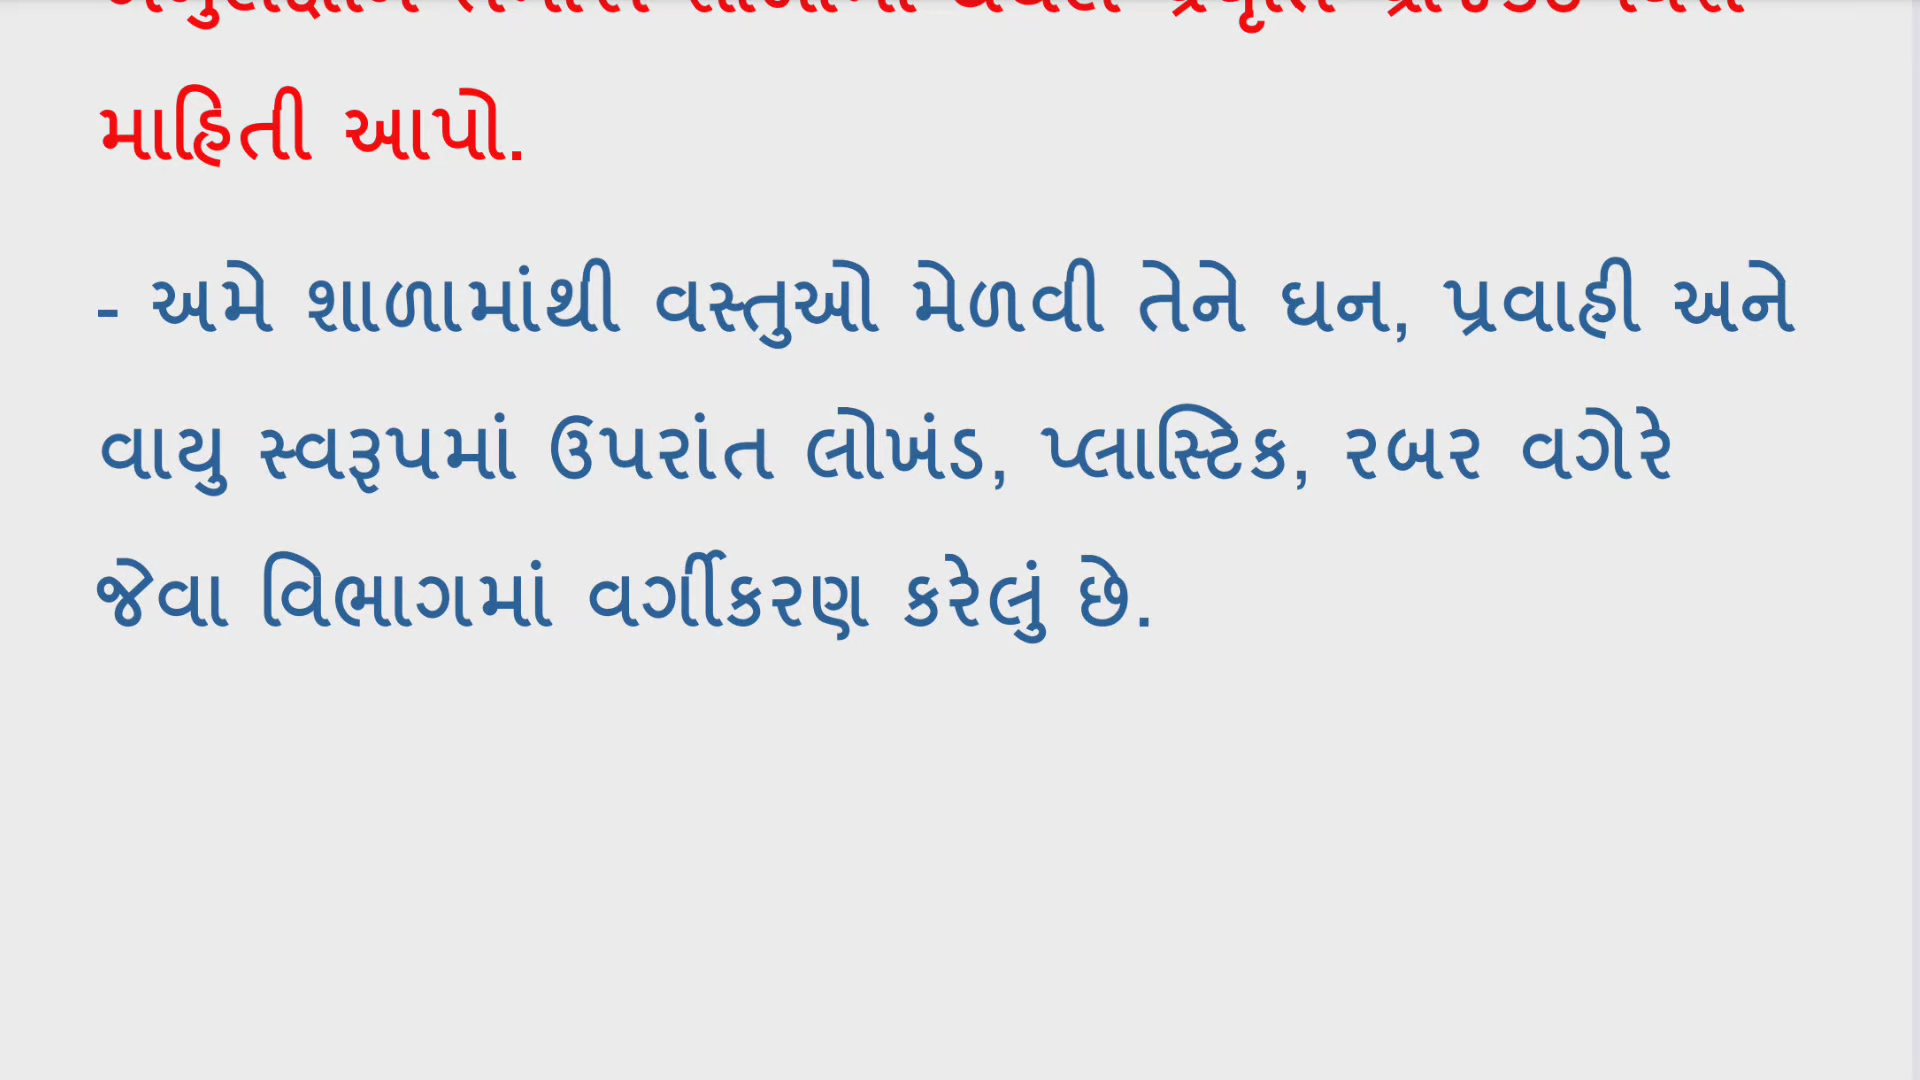 માહિતી આપો.
- અમે શાળામાંથી વસ્તુઓ મેળવી તેને ઘન, પ્રવાહી અને
વાયુ સ્વરૂપમાં ઉપરાંત લોખંડ, પ્લાસ્ટિક, રબર વગેરે
જેવા વિભાગમાં વર્ગીકરણ કરેલું છે.